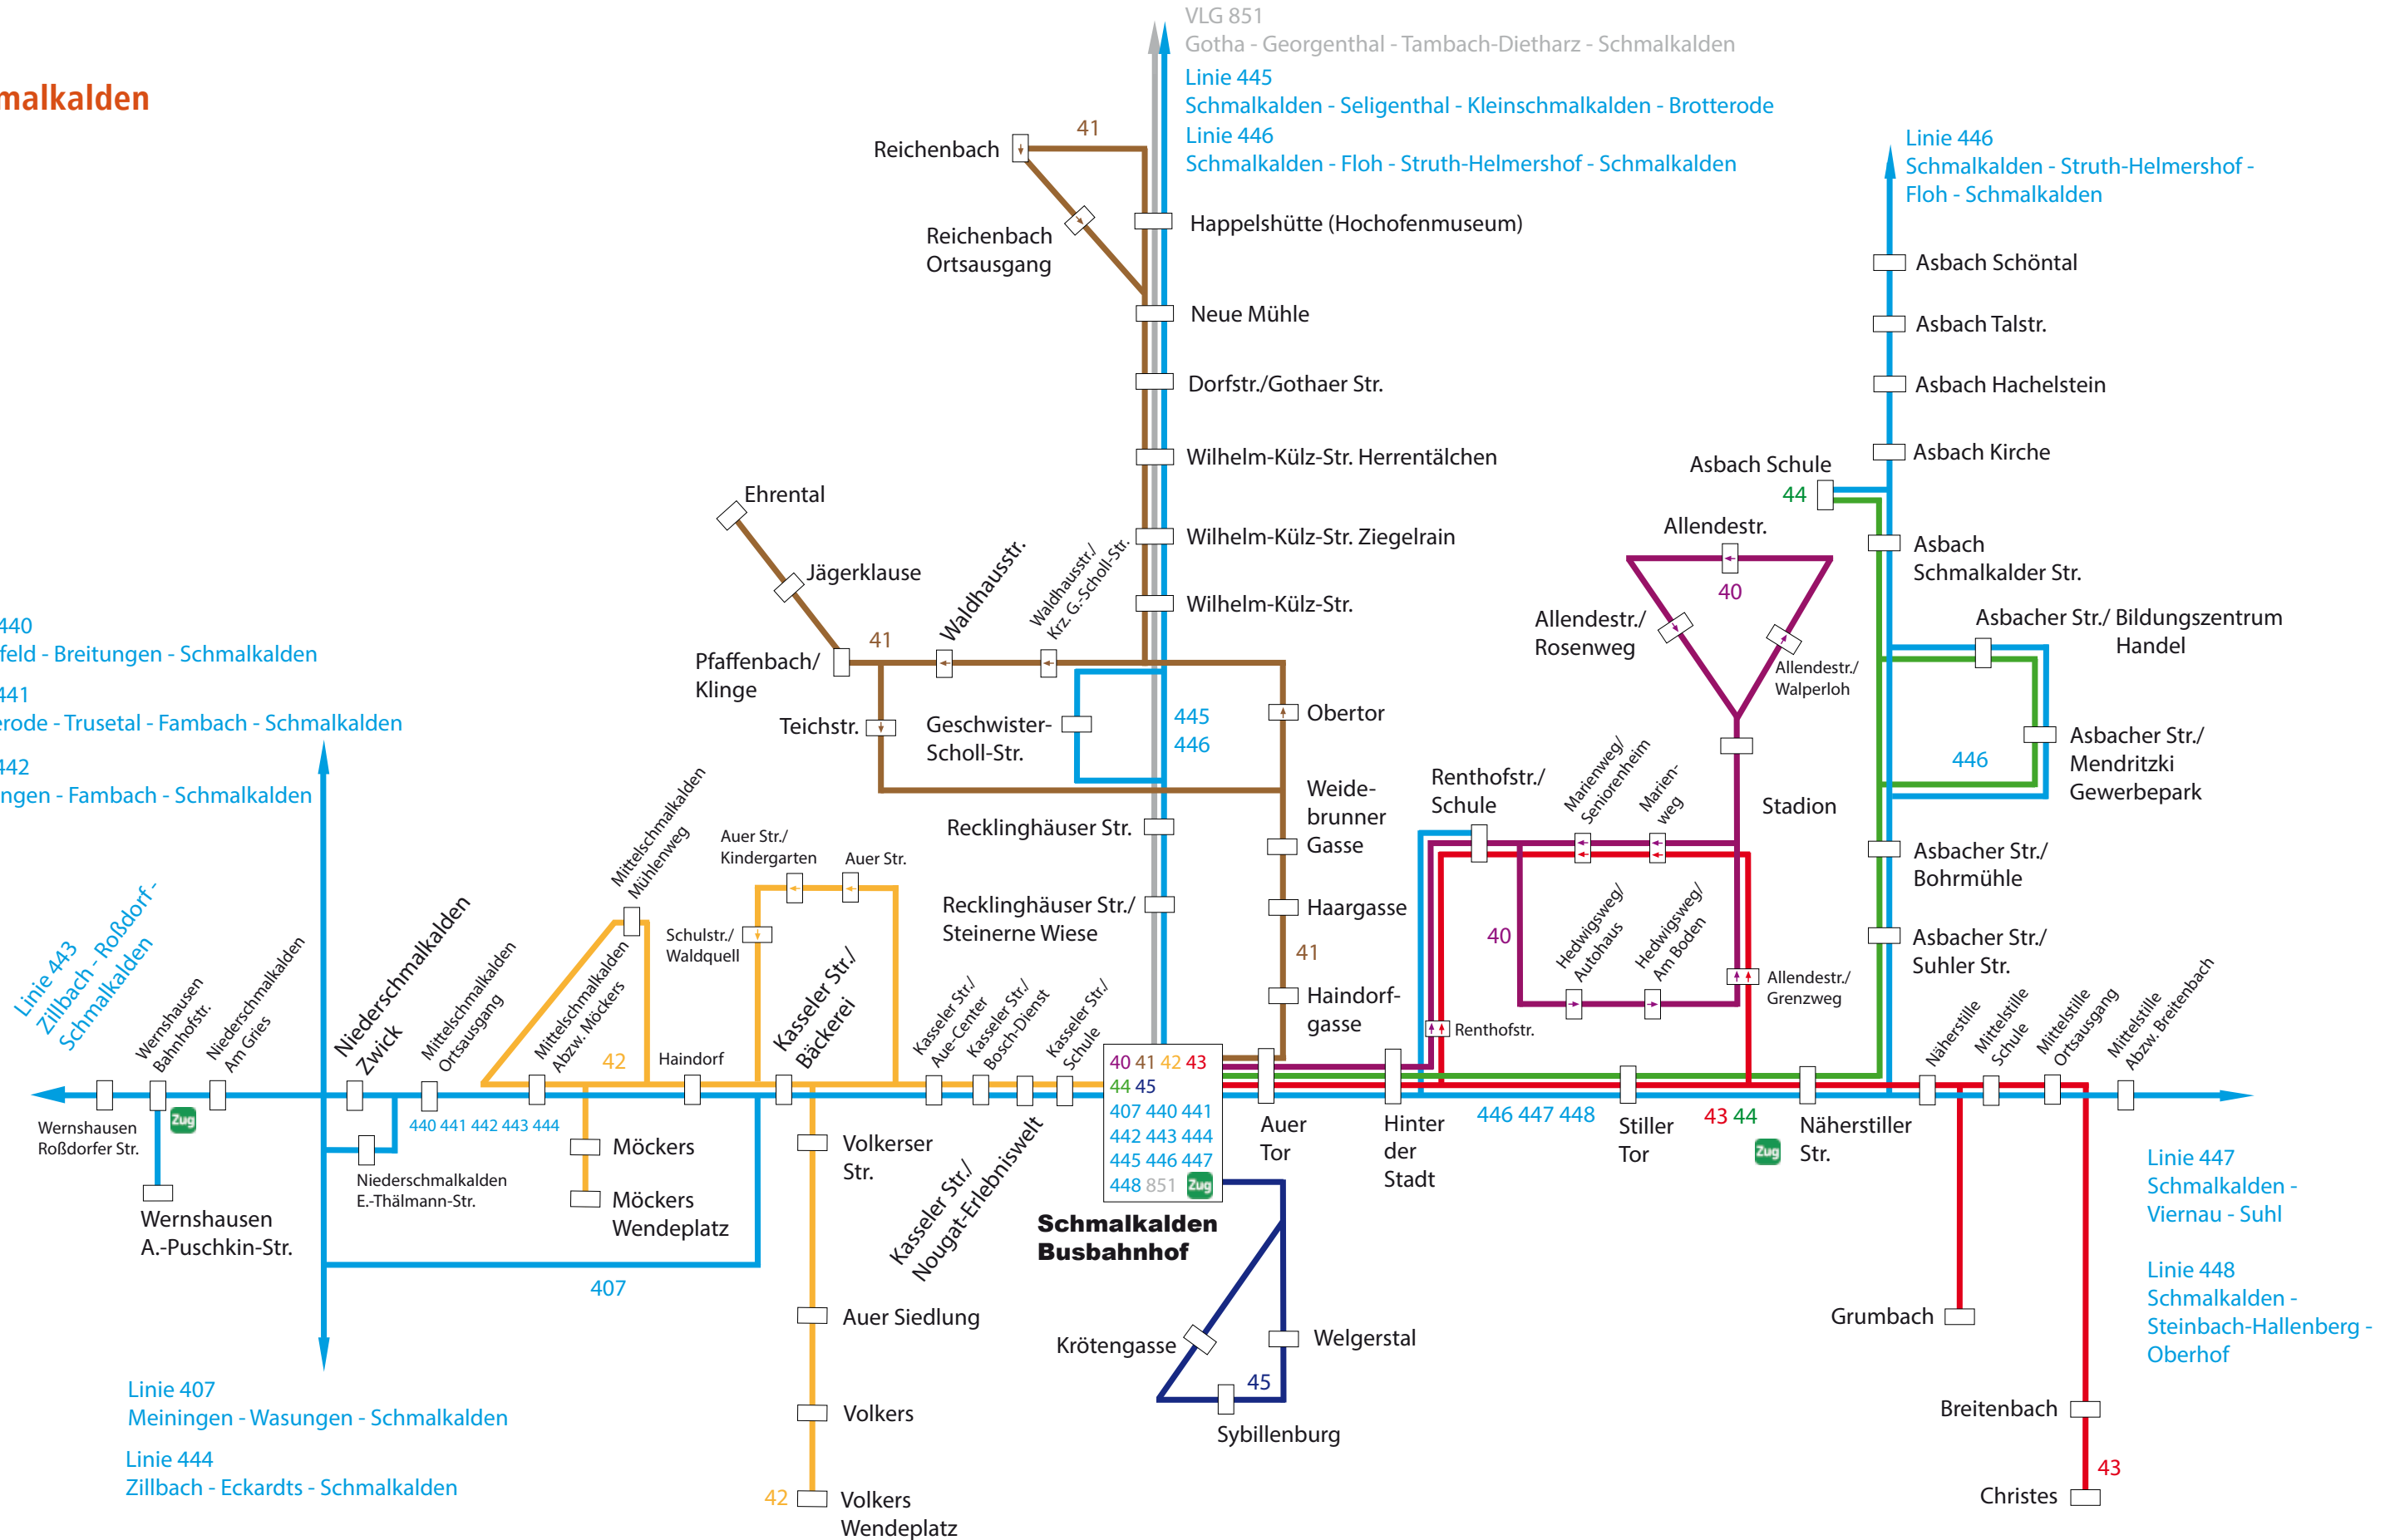 VLG 851
Gotha - Georgenthal - Tambach-Dietharz - Schmalkalden
Linie 445
Schmalkalden - Seligenthal - Kleinschmalkalden - Brotterode
Linie 446
Schmalkalden - Floh - Struth-Helmershof - Schmalkalden
malkalden
41
Reichenbach
Reichenbach
Ortsausgang
Happelshütte (Hochofenmuseum)
Neue Mühle
Dorfstr./Gothaer Str.
Wilhelm-Külz-Str. Herrentälchen
Wilhelm-Külz-Str. Ziegelrain
Wilhelm-Külz-Str.
Linie 446
Schmalkalden - Struth-Helmershof -
Floh - Schmalkalden
Asbach Schöntal
Asbach Talstr.
Asbach Hachelstein
Asbach Kirche
Asbach Schule
44
Asbach
Schmalkalder Str.
Asbacher Str./ Bildungszentrum
Handel
Asbacher Str./
Mendritzki
Gewerbepark
446
Asbacher Str./
Bohrmühle
Asbacher Str./
Suhler Str.
Allendestr.
40
Allendestr./
Rosenweg
Allendestr./
Walperloh
Stadion
Ehrental
Jägerklause
Pfaffenbach/
Klinge
41
Waldhausstr.
Waldhausstr./
Krz. G.-Scholl-Str.
Teichstr.
Geschwister-
Scholl-Str.
445
446
Obertor
Weide-
brunner
Gasse
Haargasse
41
Haindorf-
gasse
Recklinghäuser Str.
Recklinghäuser Str./
Steinerne Wiese
Renthofstr./
Schule
Marienweg/
Seniorenheim
Marien-
weg
40
Hedwigsweg/
Autohaus
Hedwigsweg/
Am Boden
Allendestr./
Grenzweg
Renthofstr.
440
feld - Breitungen - Schmalkalden
441
erode - Trusetal - Fambach - Schmalkalden
442
ngen - Fambach - Schmalkalden
Linie 443
Zillbach - Roßdorf -
Schmalkalden
Wernshausen
Roßdorfer Str.
Wernshausen
Bahnhofstr.
Zug
Wernshausen
A.-Puschkin-Str.
Niederschmalkalden
Am Gries
Niederschmalkalden
Zwick
Niederschmalkalden
E.-Thälmann-Str.
Mittelschmalkalden
Ortsausgang
440 441 442 443 444
Mittelschmalkalden
Abzw. Möckers
Mittelschmalkalden
Mühlenweg
42
Möckers
Möckers
Wendeplatz
407
Haindorf
Auer Str./
Kindergarten
Auer Str.
Schulstr./
Waldquell
Kasseler Str./
Bäckerei
Volkerser
Str.
Auer Siedlung
Volkers
42
Volkers
Wendeplatz
Kasseler Str./
Aue-Center
Kasseler Str./
Bosch-Dienst
Kasseler Str./
Nougat-Erlebniswelt
Kasseler Str./
Schule
40 41 42 43
44 45
407 440 441
442 443 444
445 446 447
448 851 Zug
Schmalkalden
Busbahnhof
Krötengasse
Welgerstal
45
Sybillenburg
Auer
Tor
Hinter
der
Stadt
446 447 448
Stiller
Tor
43 44
Zug
Näherstiller
Str.
Näherstille
Mittelstille
Schule
Mittelstille
Ortsausgang
Mittelstille
Abzw. Breitenbach
Grumbach
Breitenbach
43
Christes
Linie 447
Schmalkalden -
Viernau - Suhl
Linie 448
Schmalkalden -
Steinbach-Hallenberg -
Oberhof
Linie 407
Meiningen - Wasungen - Schmalkalden
Linie 444
Zillbach - Eckardts - Schmalkalden